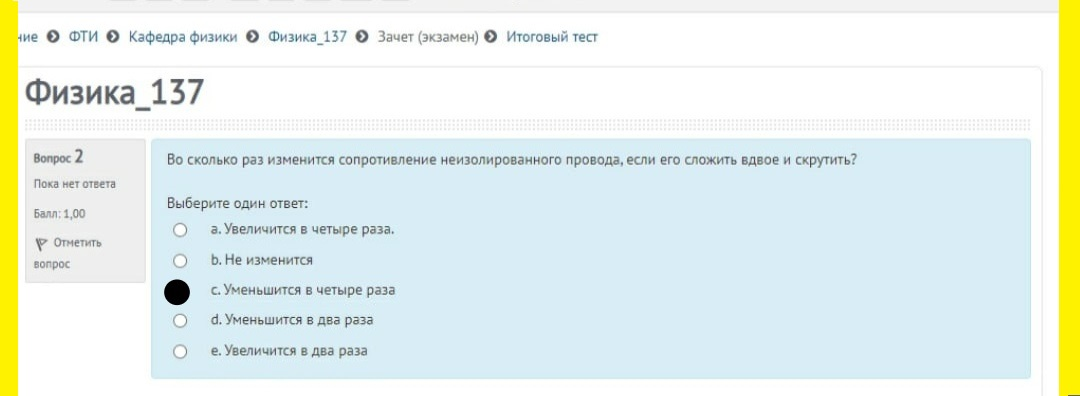 ФТИ Кафедра физики Физика_137 Зачет (экзамен) Итоговый тест
Физика_137
Вопрос 2
Пока нет ответа
Балл: 1,00
Отметить
вопрос
Во сколько раз изменится сопротивление неизолированного провода, если его сложить вдвое и скрутить?
Выберите один ответ:
a. Увеличится в четыре раза.
b. Не изменится
c. Уменьшится в четыре раза
d. Уменьшится в два раза
e. Увеличится в два раза